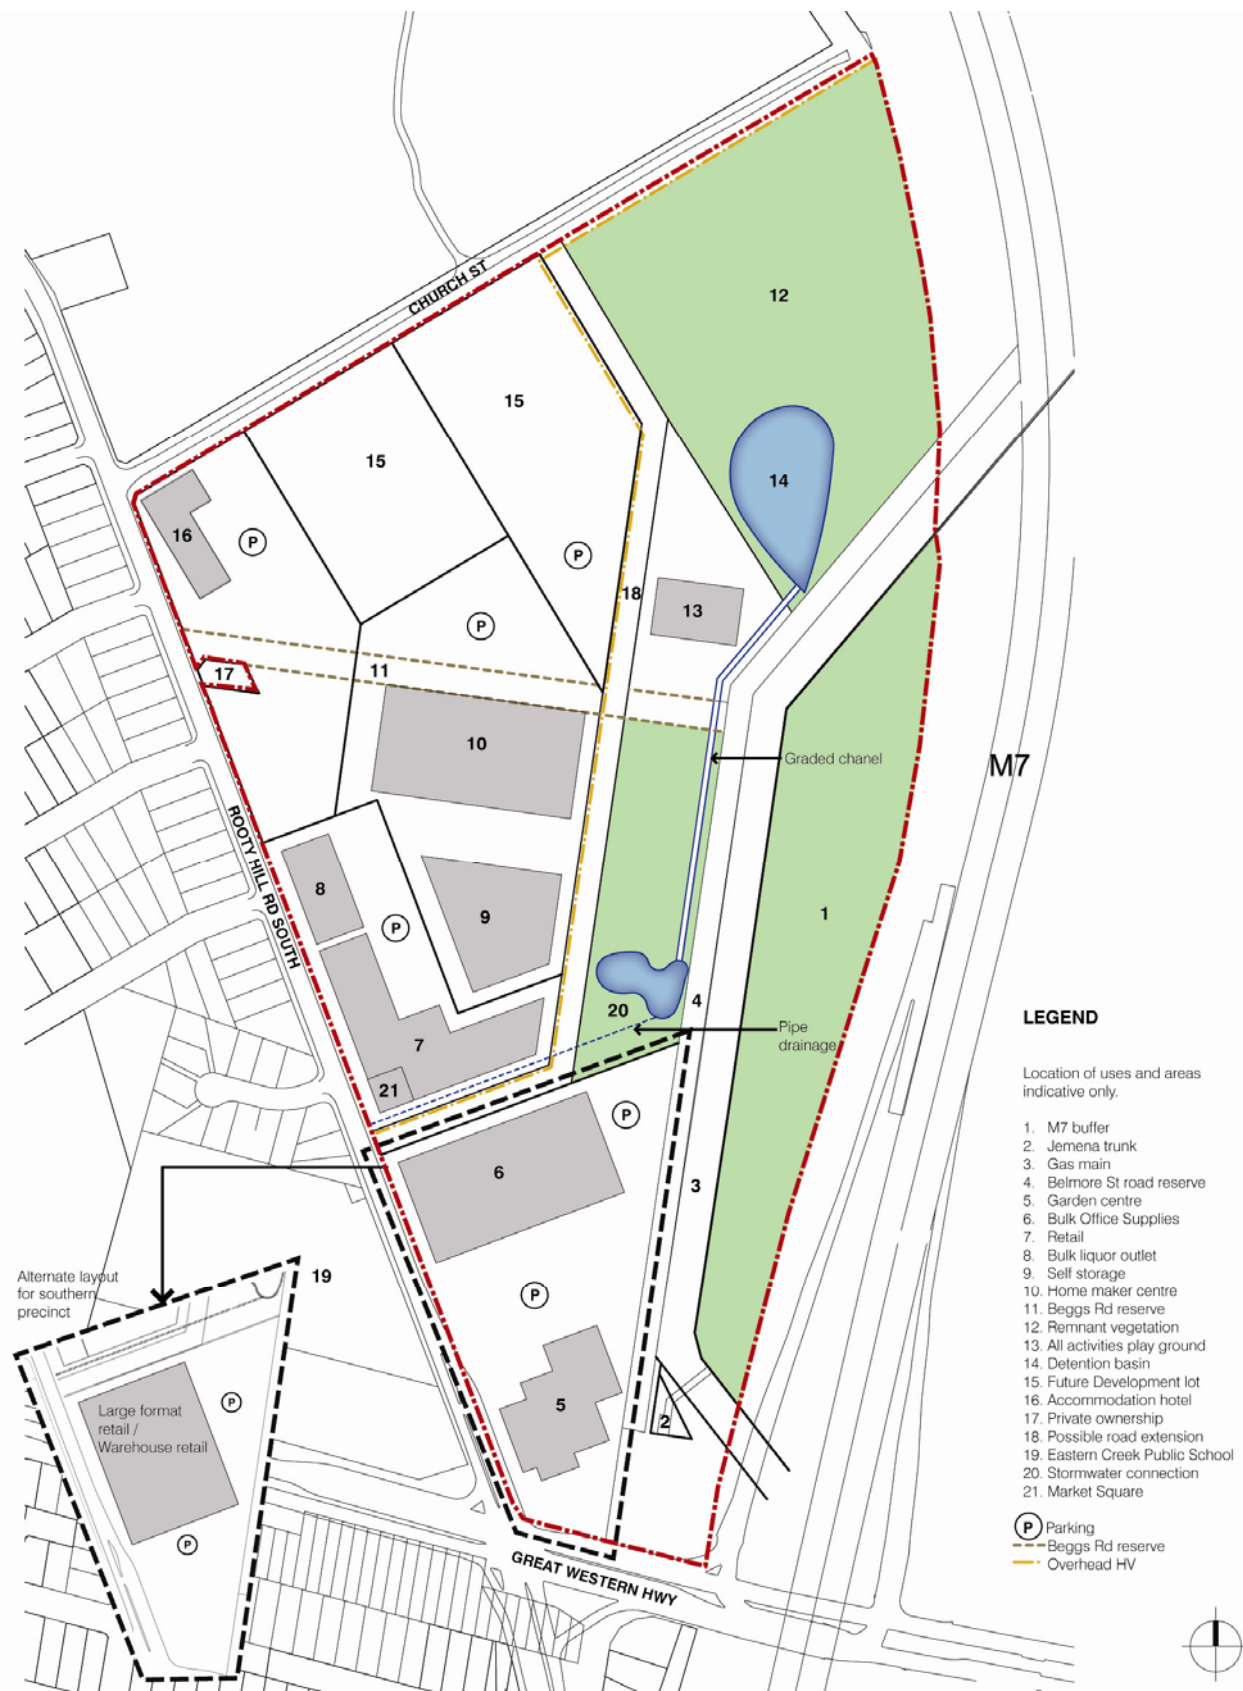 CHURCH ST
12
15
15
14
16
P
P
18
13
P
11
17
10
Graded chanel
M7
ROOTY HILL RD SOUTH
8
9
P
1
20
4
7
Pipe
drainage
21
P
6
3
Alternate layout
for southern
precinct
19
P
Large format
retail /
Warehouse retail
P
5
2
P
GREAT WESTERN HWY
LEGEND
Location of uses and areas
indicative only.
1. M7 buffer
2. Jemena trunk
3. Gas main
4. Belmore St road reserve
5. Garden centre
6. Bulk Office Supplies
7. Retail
8. Bulk liquor outlet
9. Self storage
10. Home maker centre
11. Beggs Rd reserve
12. Remnant vegetation
13. All activities play ground
14. Detention basin
15. Future Development lot
16. Accommodation hotel
17. Private ownership
18. Possible road extension
19. Eastern Creek Public School
20. Stormwater connection
21. Market Square
P Parking
Beggs Rd reserve
Overhead HV